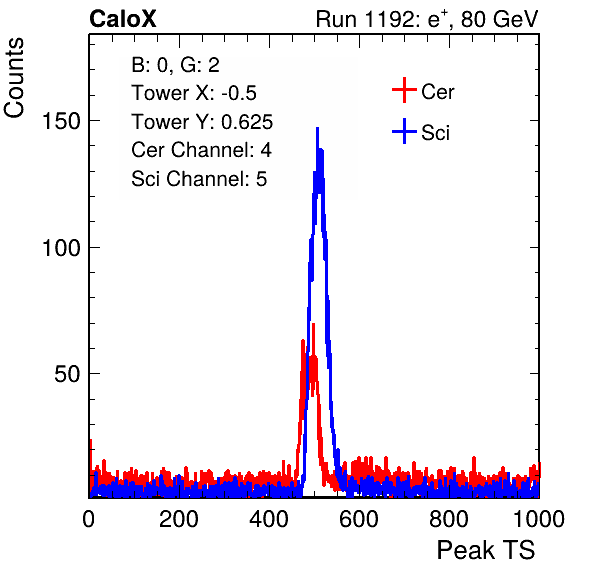 CaloX Run 1192: e⁺, 80 GeV
Counts
B: 0, G: 2
Tower X: -0.5
Tower Y: 0.625
Cer Channel: 4
Sci Channel: 5
Cer
Sci
150
100
50
0 200 400 600 800 1000
Peak TS